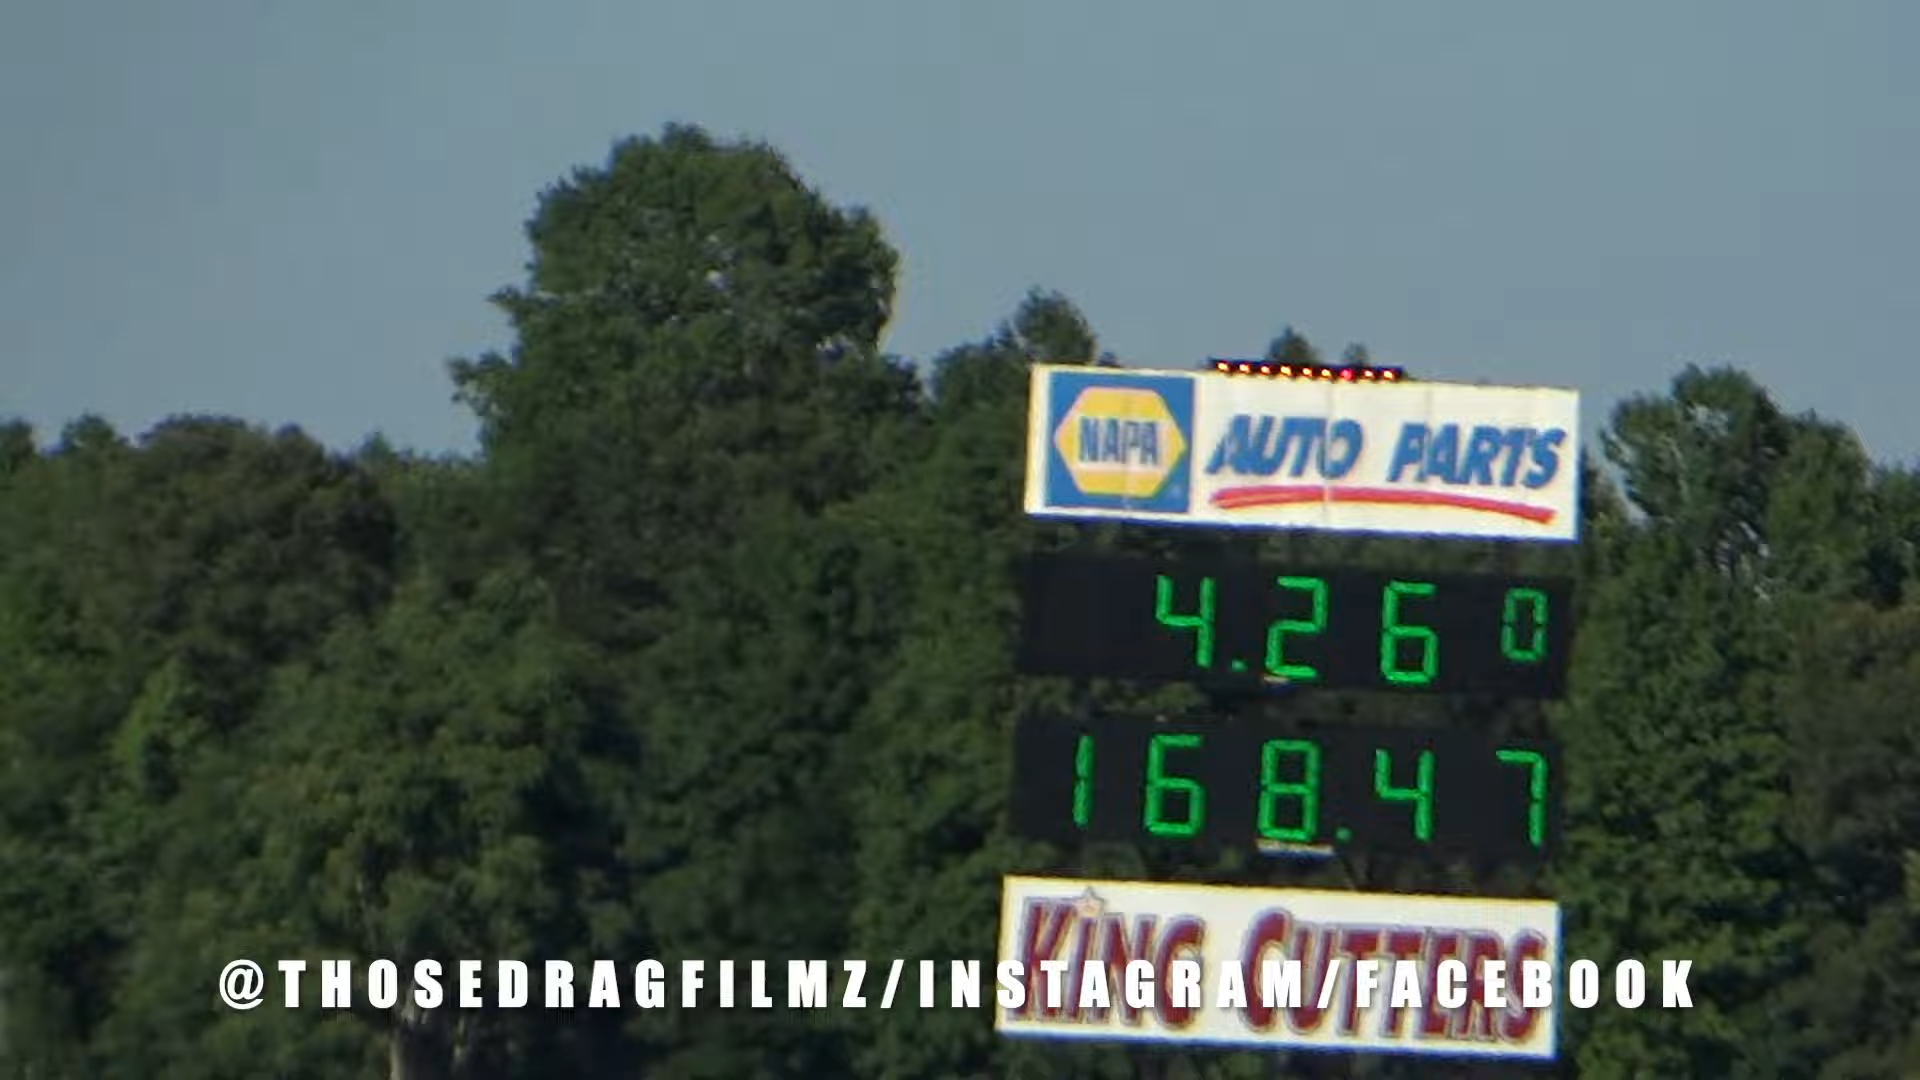 NAPA AUTO PARTS
4.260
168.47
KING CUTTERS
@THOSEDRAGFILMZ/INSTAGRAM/FACEBOOK